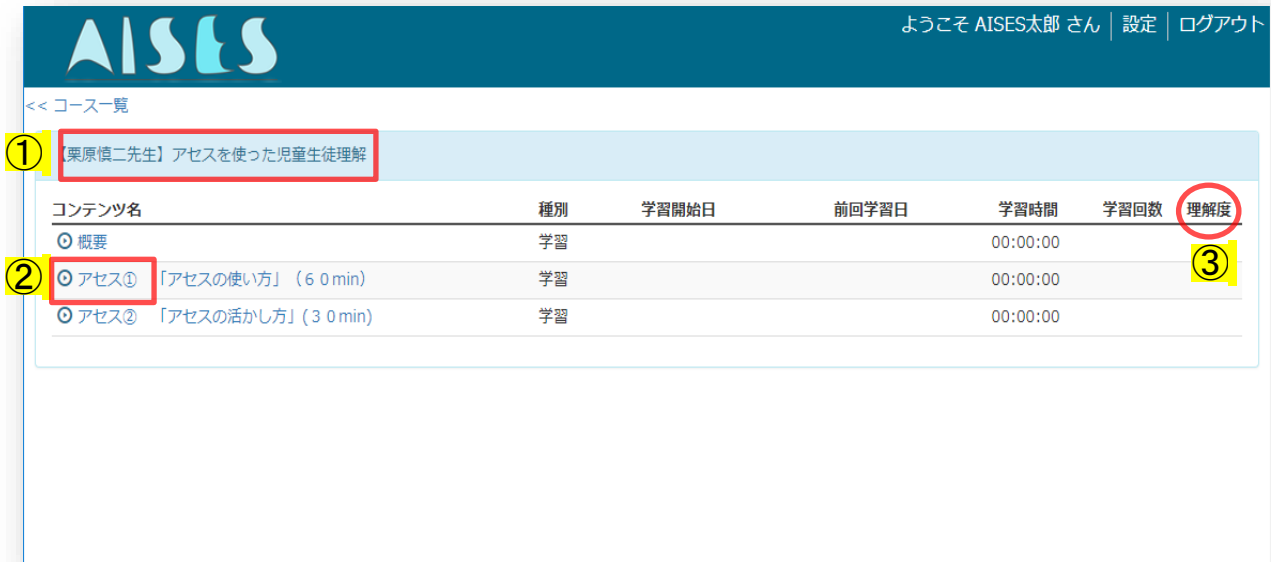 AISES
ようこそ AISES太郎 さん 設定 ログアウト
<< コース一覧
① 【栗原慎二先生】アセスを使った児童生徒理解
コンテンツ名 種別 学習開始日 前回学習日 学習時間 学習回数 理解度
概要 学習 00:00:00
③
② アセス① 「アセスの使い方」（６０min） 学習 00:00:00
アセス② 「アセスの活かし方」(３０min) 学習 00:00:00